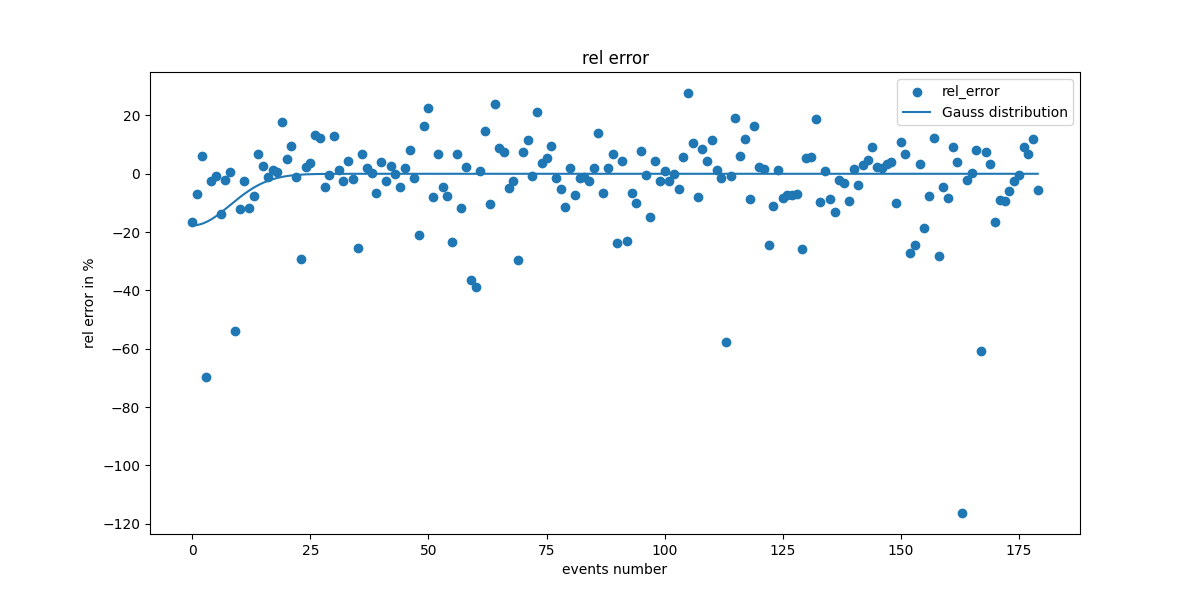 rel error
rel_error
Gauss distribution
rel error in %
20
0
−20
−40
−60
−80
−100
−120
0 25 50 75 100 125 150 175
events number